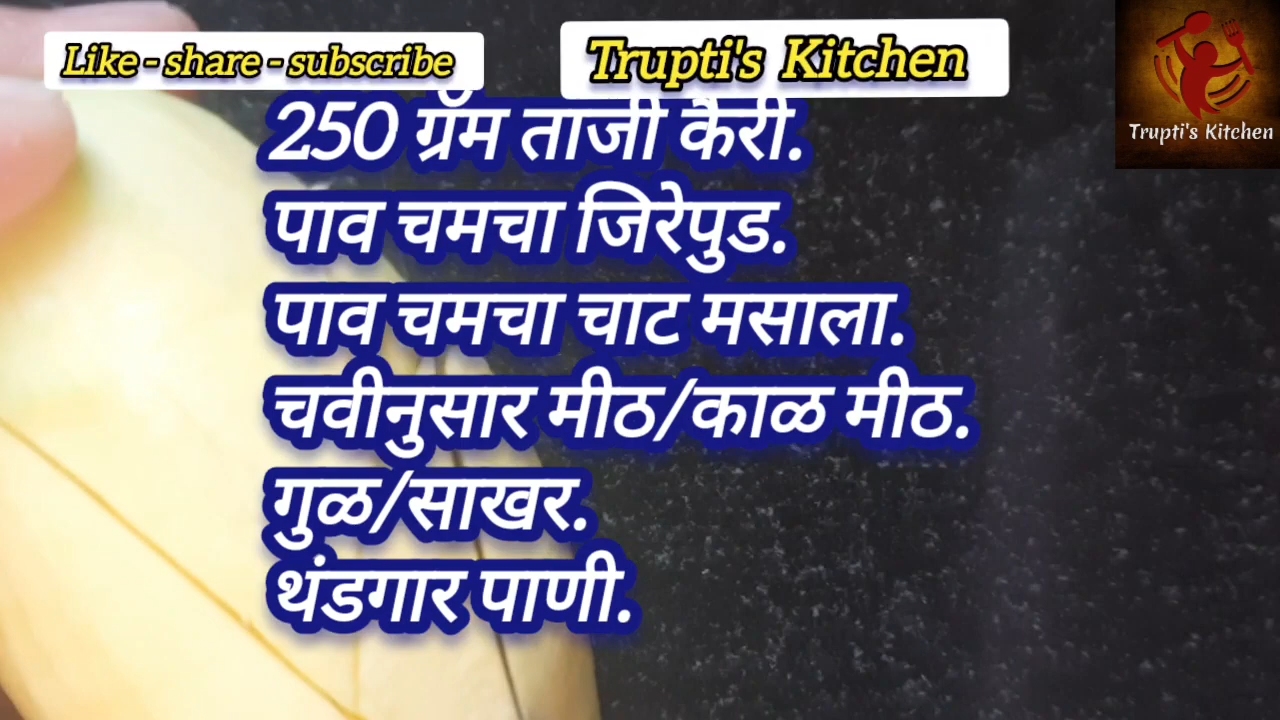 Like - share - subscribe
Trupti's Kitchen
Trupti's Kitchen
250 ग्रॅम ताजी कैरी.
पाव चमचा जिरेपुड.
पाव चमचा चाट मसाला.
चवीनुसार मीठ/काळ मीठ.
गुळ/साखर.
थंडगार पाणी.